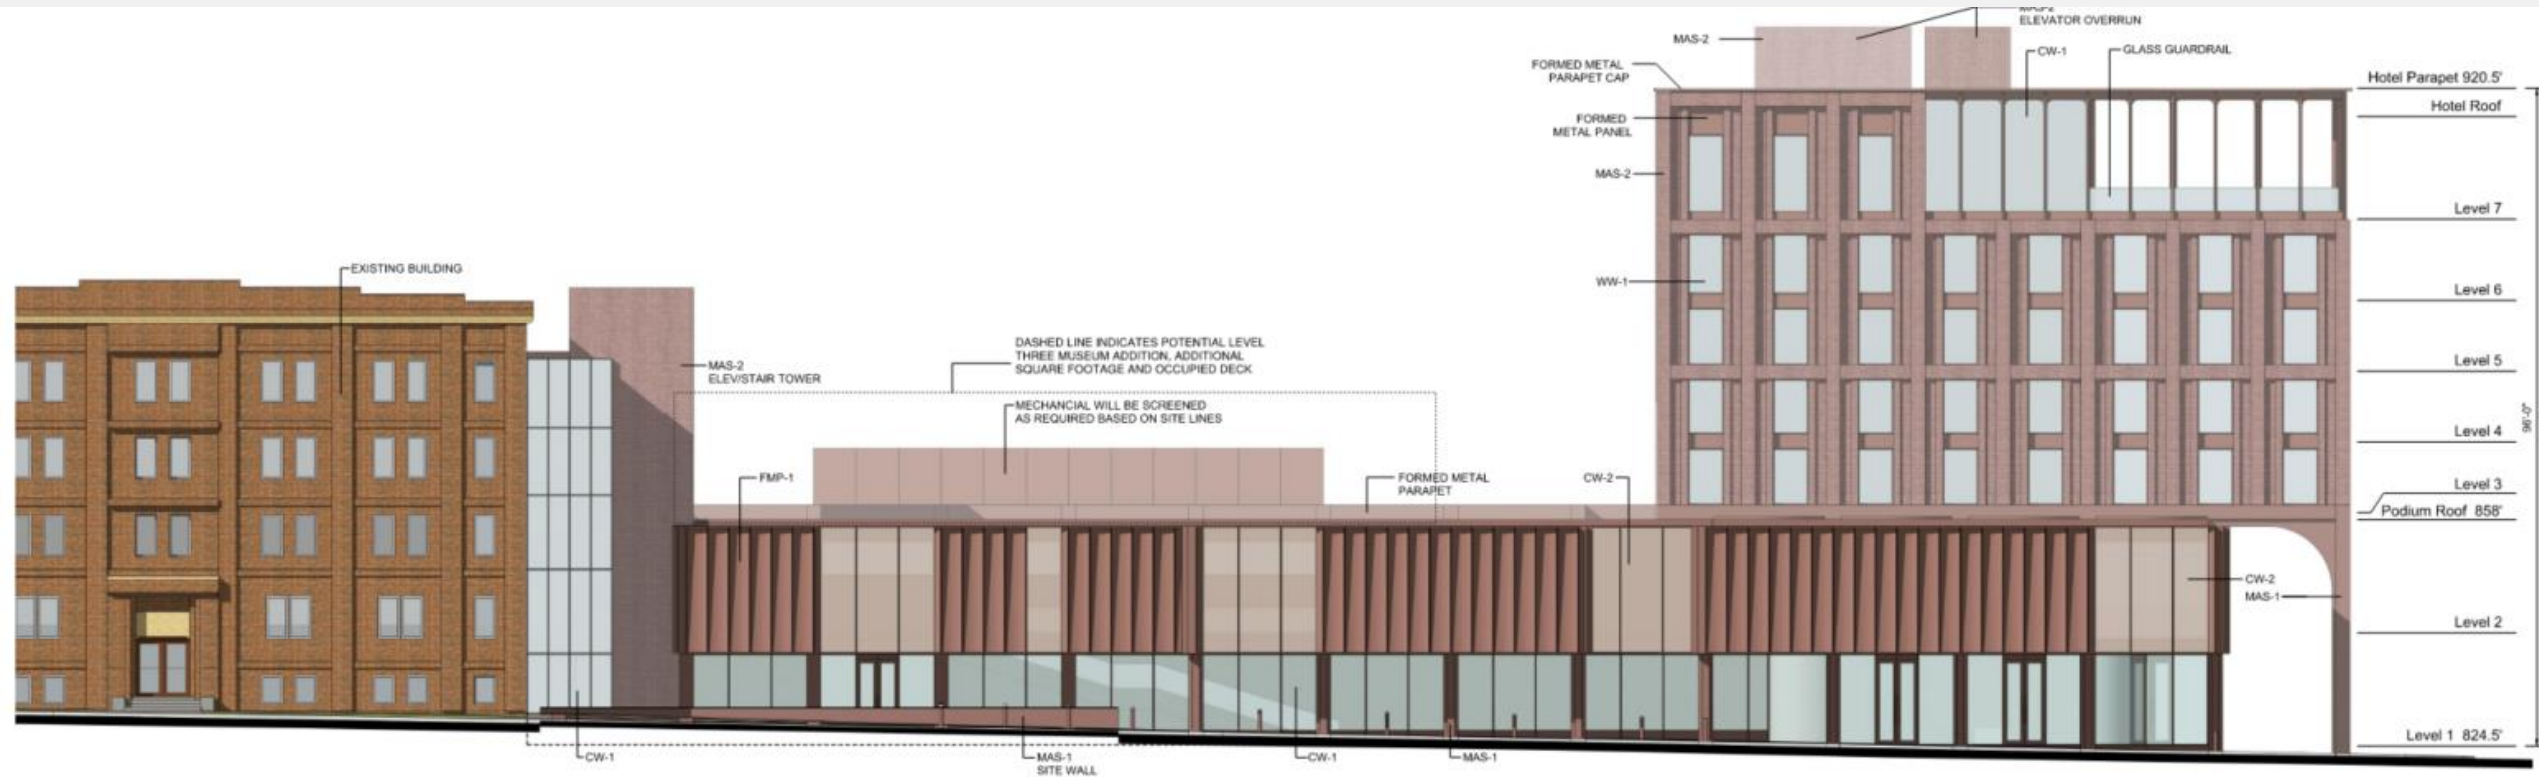 MAS-2
ELEVATOR OVERRUN
MAS-2
CW-1
GLASS GUARDRAIL
FORMED METAL
PARAPET CAP
Hotel Parapet 920.5'
Hotel Roof
FORMED
METAL PANEL
MAS-2
Level 7
EXISTING BUILDING
WW-1
Level 6
DASHED LINE INDICATES POTENTIAL LEVEL
THREE MUSEUM ADDITION, ADDITIONAL
SQUARE FOOTAGE AND OCCUPIED DECK
MAS-2
ELEV/STAIR TOWER
Level 5
MECHANCIAL WILL BE SCREENED
AS REQUIRED BASED ON SITE LINES
96'-0"
Level 4
FMP-1
FORMED METAL
PARAPET
CW-2
Level 3
Podium Roof 858'
CW-2
MAS-1
Level 2
Level 1 824.5'
CW-1
MAS-1
SITE WALL
CW-1
MAS-1